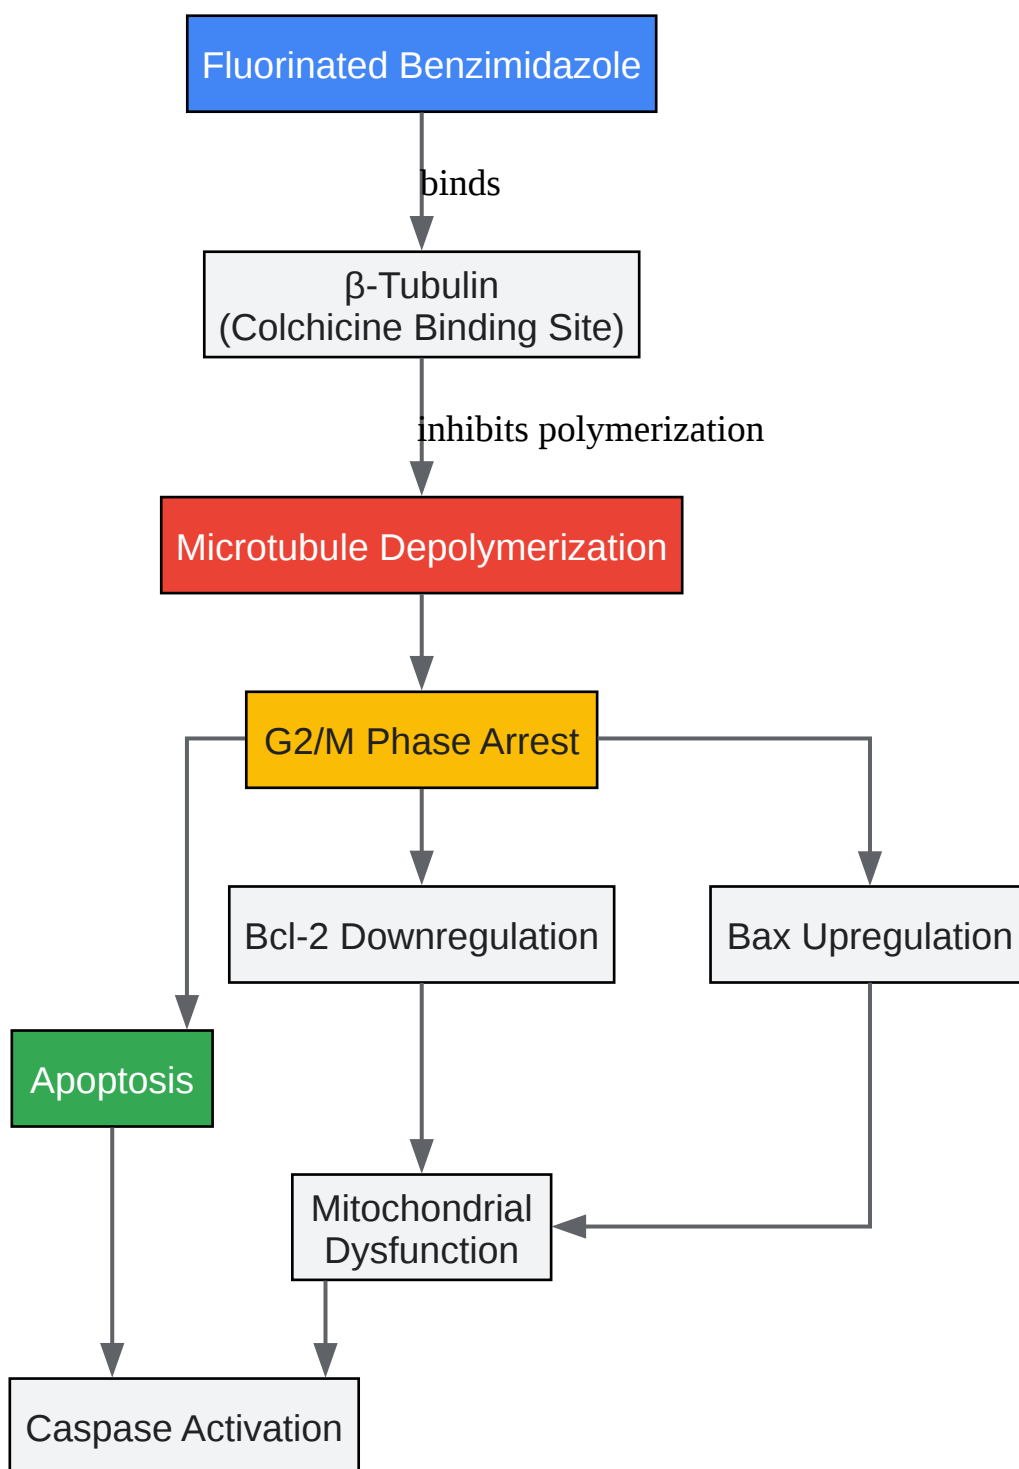 Fluorinated Benzimidazole
binds
β-Tubulin
(Colchicine Binding Site)
inhibits polymerization
Microtubule Depolymerization
G2/M Phase Arrest
Bcl-2 Downregulation
Bax Upregulation
Apoptosis
Mitochondrial
Dysfunction
Caspase Activation